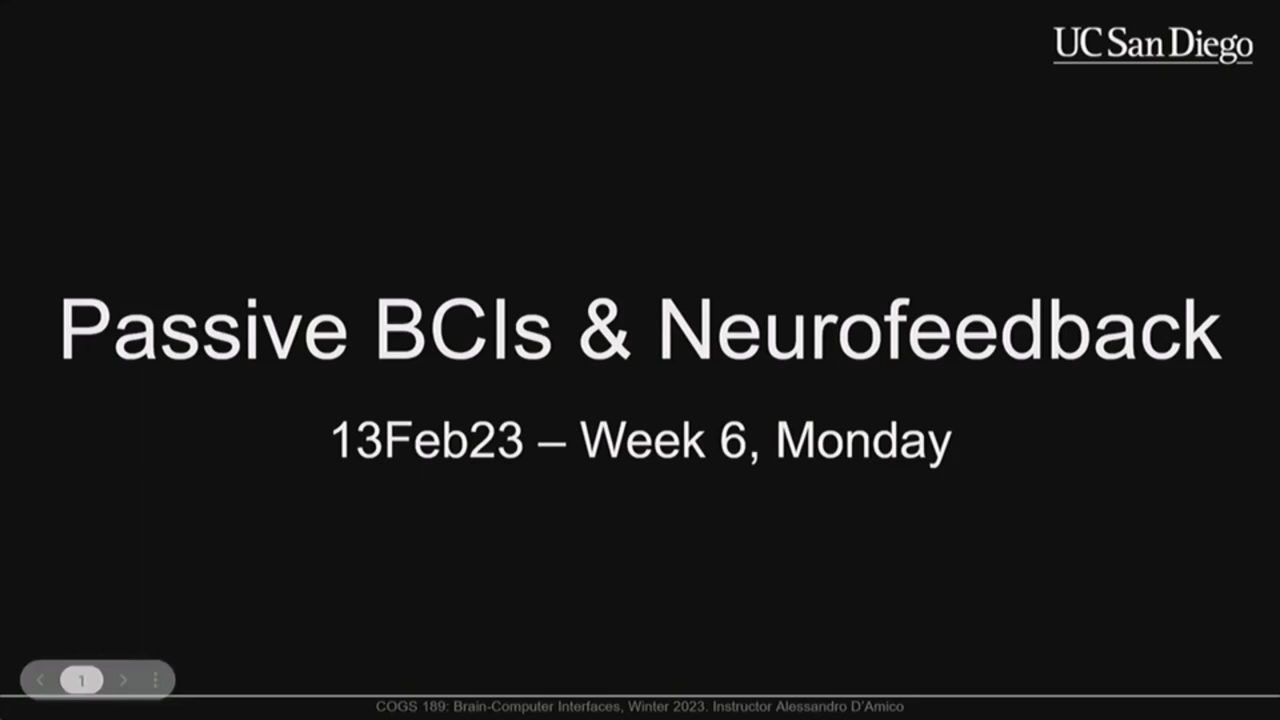 UC San Diego
Passive BCIs & Neurofeedback
13Feb23 – Week 6, Monday
1
COGS 189: Brain-Computer Interfaces, Winter 2023. Instructor Alessandro D'Amico